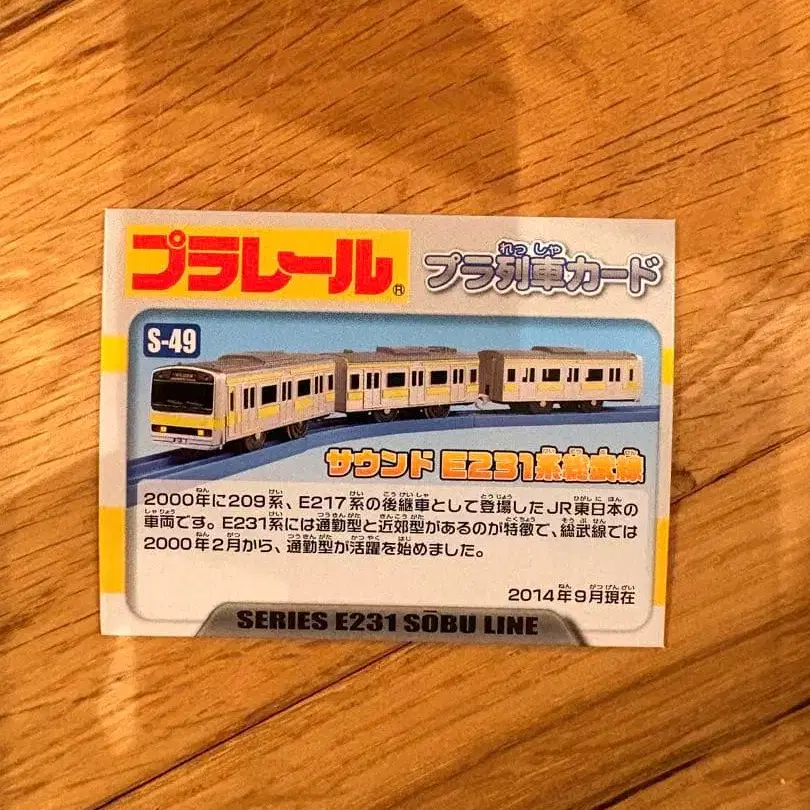 プラレール®
プラ列車カード
S-49
サウンド E231系総武線
2000年に209系、E217系の後継車として登場したJR東日本の
車両です。E231系には通勤型と近郊型があるのが特徴で、総武線では
2000年2月から、通勤型が活躍を始めました。
2014年9月現在
SERIES E231 SŌBU LINE